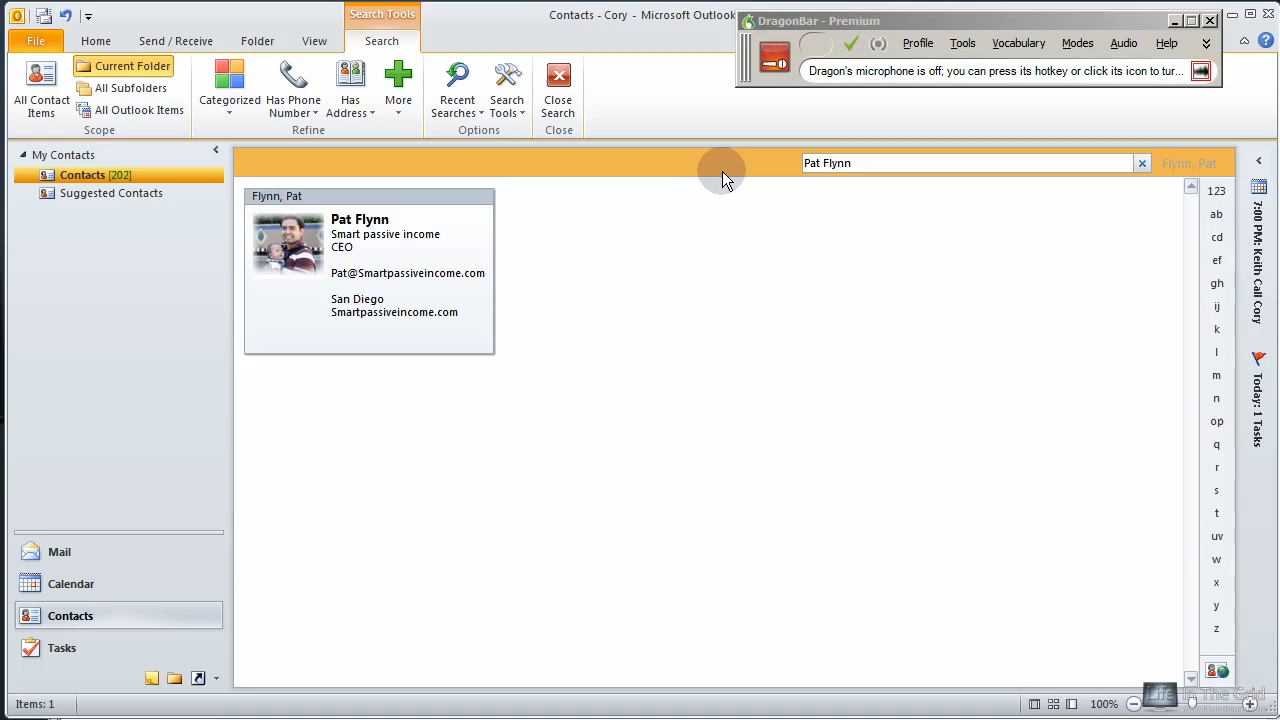 Search Tools
Contacts - Cory - Microsoft Outlook
DragonBar - Premium
File
Home
Send / Receive
Folder
View
Search
Profile
Tools
Vocabulary
Modes
Audio
Help
Dragon's microphone is off; you can press its hotkey or click its icon to tur...
All Contact
Items
Current Folder
All Subfolders
All Outlook Items
Scope
Categorized
Has Phone
Number
Has
Address
More
Refine
Recent
Searches
Search
Tools
Options
Close
Search
Close
My Contacts
Contacts [202]
Suggested Contacts
Pat Flynn
Flynn, Pat
Flynn, Pat
Pat Flynn
Smart passive income
CEO
Pat@Smartpassiveincome.com
San Diego
Smartpassiveincome.com
123
ab
cd
ef
gh
ij
k
l
m
n
op
q
r
s
t
uv
w
x
y
z
7:00 PM: Keith Call Cory
Today: 1 Tasks
Mail
Calendar
Contacts
Tasks
Items: 1
100%
Life In The Grid